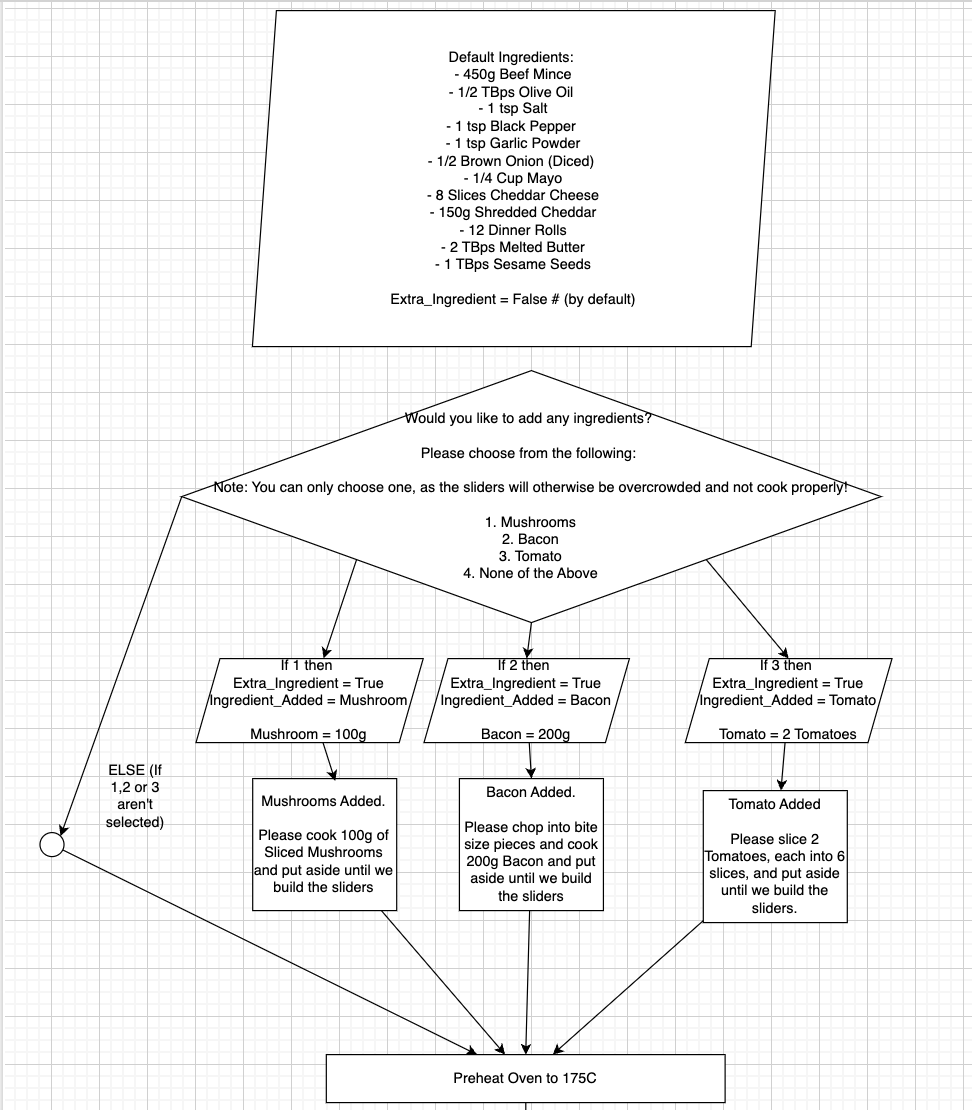 Default Ingredients:
- 450g Beef Mince
- 1/2 TBps Olive Oil
- 1 tsp Salt
- 1 tsp Black Pepper
- 1 tsp Garlic Powder
- 1/2 Brown Onion (Diced)
- 1/4 Cup Mayo
- 8 Slices Cheddar Cheese
- 150g Shredded Cheddar
- 12 Dinner Rolls
- 2 TBps Melted Butter
- 1 TBps Sesame Seeds
Extra_Ingredient = False # (by default)
Would you like to add any ingredients?
Please choose from the following:
Note: You can only choose one, as the sliders will otherwise be overcrowded and not cook properly!
1. Mushrooms
2. Bacon
3. Tomato
4. None of the Above
If 1 then
Extra_Ingredient = True
Ingredient_Added = Mushroom
Mushroom = 100g
If 2 then
Extra_Ingredient = True
Ingredient_Added = Bacon
Bacon = 200g
If 3 then
Extra_Ingredient = True
Ingredient_Added = Tomato
Tomato = 2 Tomatoes
ELSE (If
1,2 or 3
aren't
selected)
Mushrooms Added.
Please cook 100g of
Sliced Mushrooms
and put aside until we
build the sliders
Bacon Added.
Please chop into bite
size pieces and cook
200g Bacon and put
aside until we build
the sliders
Tomato Added
Please slice 2
Tomatoes, each into 6
slices, and put aside
until we build the
sliders.
Preheat Oven to 175C